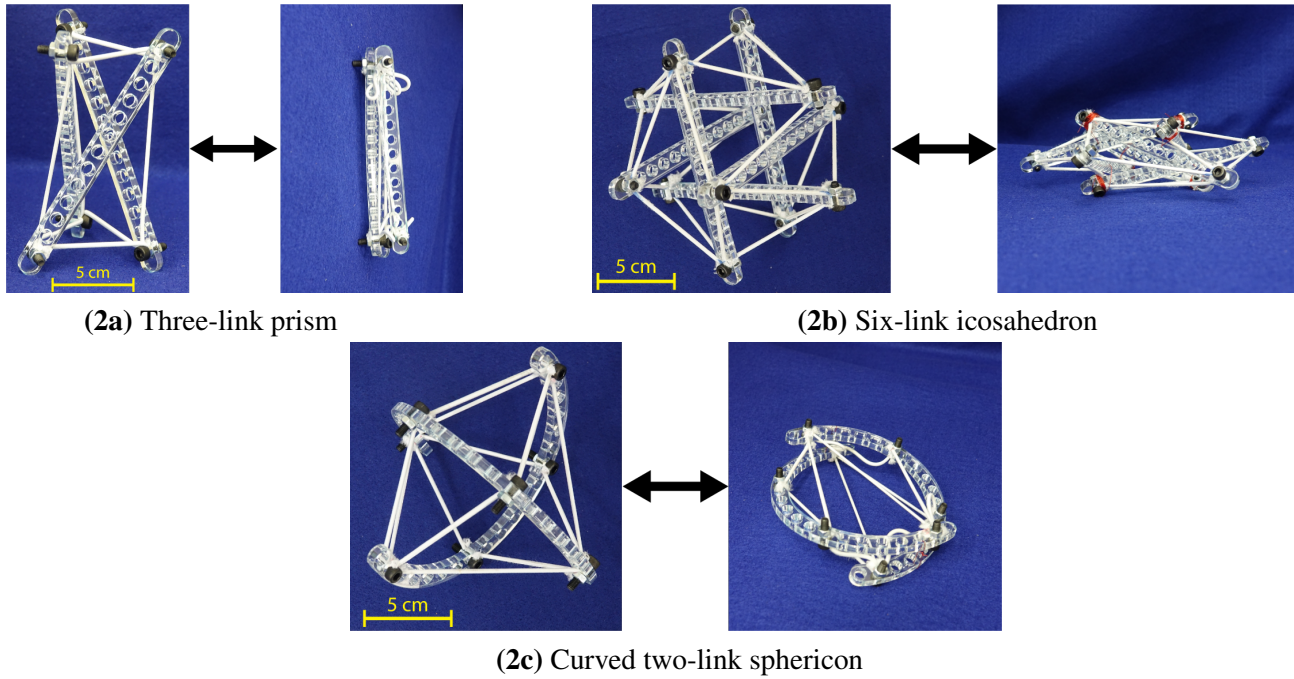 5 cm
5 cm
(2a) Three-link prism
(2b) Six-link icosahedron
5 cm
(2c) Curved two-link sphericon